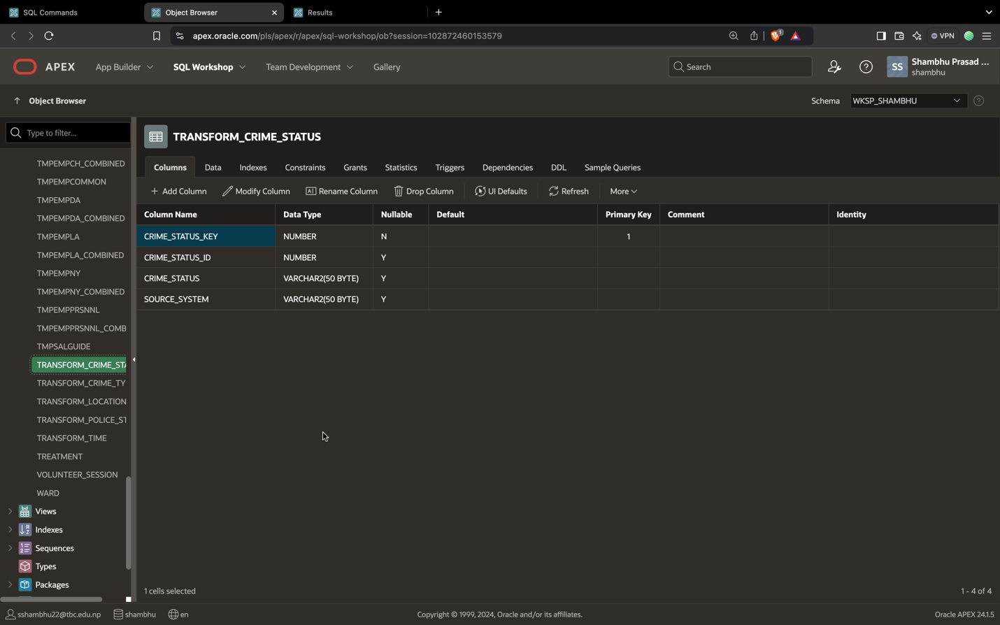 SQL Commands
Object Browser
Results
apex.oracle.com/pls/apex/r/apex/sql-workshop/ob?session=102872460153579
1
VPN
APEX
App Builder
SQL Workshop
Team Development
Gallery
Search
SS
Shambhu Prasad ...
shambhu
Object Browser
Schema
WKSP_SHAMBHU
Type to filter...
TMPEMPCH_COMBINED
TMPEMPCOMMON
TMPEMPDA
TMPEMPDA_COMBINED
TMPEMPLA
TMPEMPLA_COMBINED
TMPEMPNY
TMPEMPNY_COMBINED
TMPEMPPRSNNL
TMPEMPPRSNNL_COMB
TMPSALGUIDE
TRANSFORM_CRIME_STA
TRANSFORM_CRIME_TY
TRANSFORM_LOCATION
TRANSFORM_POLICE_ST
TRANSFORM_TIME
TREATMENT
VOLUNTEER_SESSION
WARD
Views
Indexes
Sequences
Types
Packages
TRANSFORM_CRIME_STATUS
Columns Data Indexes Constraints Grants Statistics Triggers Dependencies DDL Sample Queries
Add Column Modify Column Rename Column Drop Column UI Defaults Refresh More
Column Name Data Type Nullable Default Primary Key Comment Identity
CRIME_STATUS_KEY NUMBER N 1
CRIME_STATUS_ID NUMBER Y
CRIME_STATUS VARCHAR2(50 BYTE) Y
SOURCE_SYSTEM VARCHAR2(50 BYTE) Y
1 cells selected
1 - 4 of 4
sshambhu22@tbc.edu.np shambhu en
Copyright © 1999, 2024, Oracle and/or its affiliates.
Oracle APEX 24.1.5